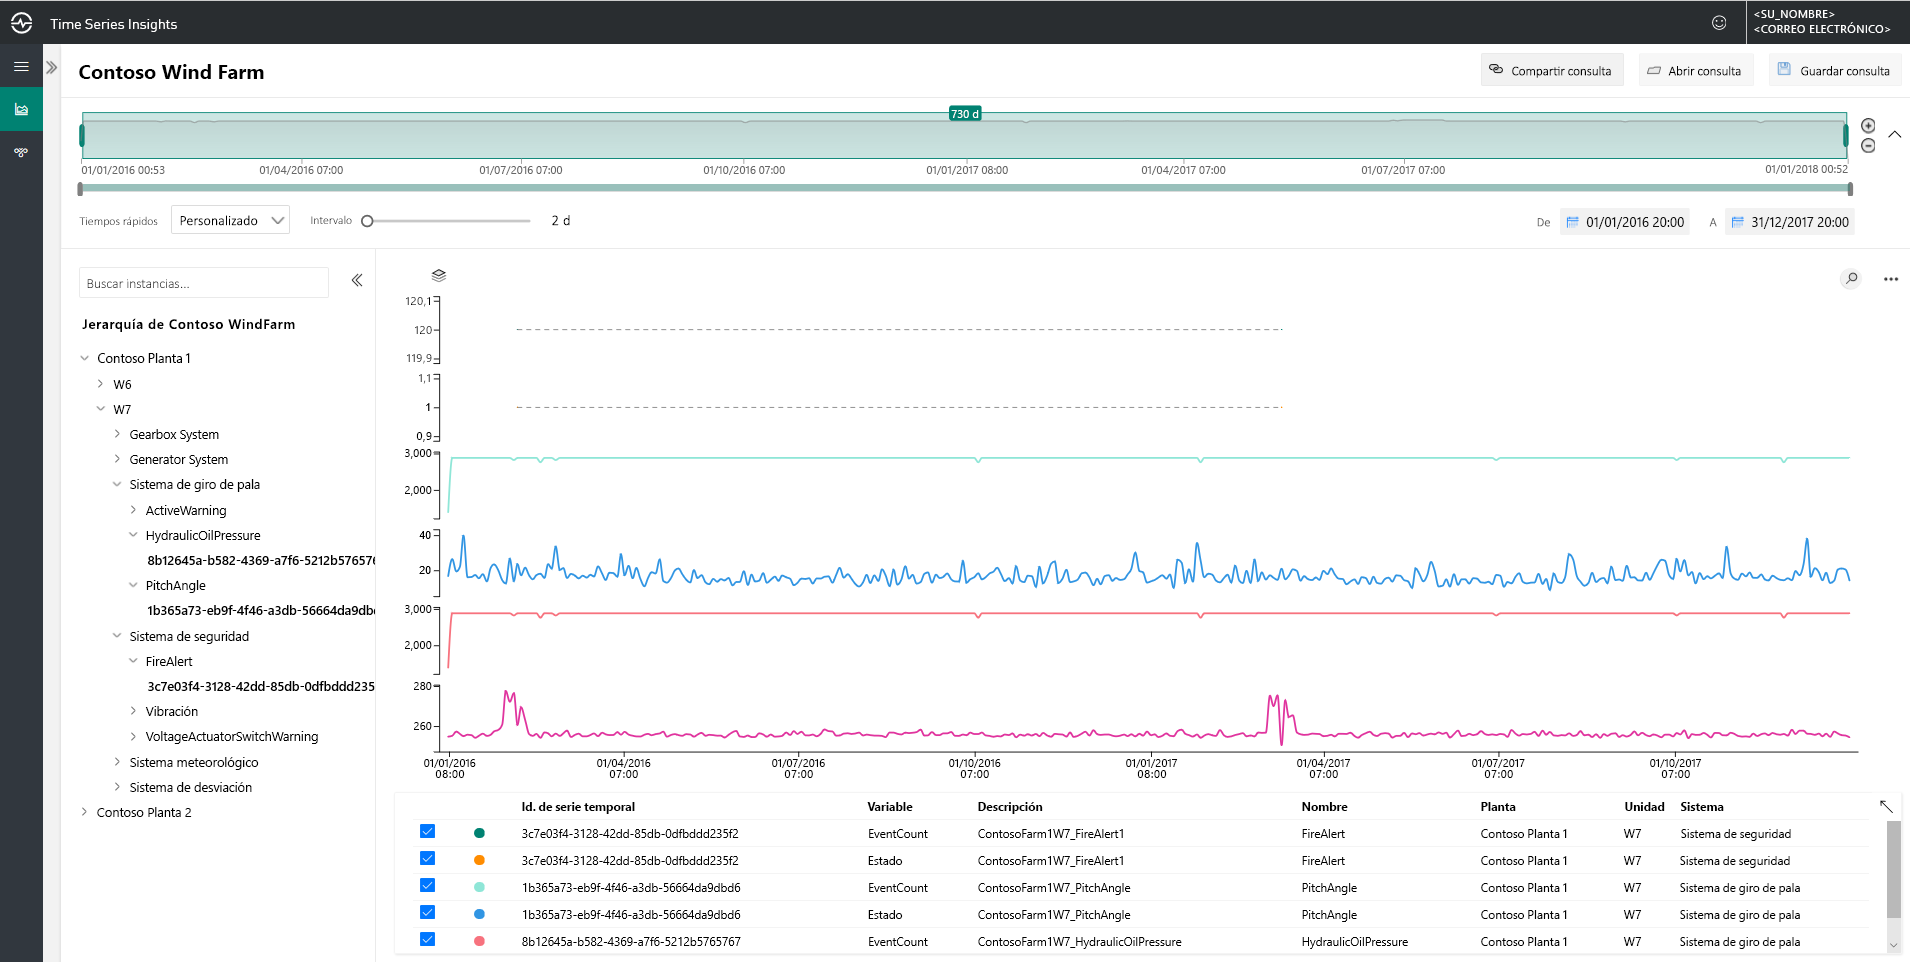 Time Series Insights
<SU_NOMBRE>
<CORREO ELECTRÓNICO>
Contoso Wind Farm
Compartir consulta
Abrir consulta
Guardar consulta
730 d
01/01/2016 00:53
01/04/2016 07:00
01/07/2016 07:00
01/10/2016 07:00
01/01/2017 08:00
01/04/2017 07:00
01/07/2017 07:00
01/01/2018 00:52
Tiempos rápidos
Personalizado
Intervalo
2 d
De
01/01/2016 20:00
A
31/12/2017 20:00
Buscar instancias...
Jerarquía de Contoso WindFarm
Contoso Planta 1
W6
W7
Gearbox System
Generator System
Sistema de giro de pala
ActiveWarning
HydraulicOilPressure
8b12645a-b582-4369-a7f6-5212b576576
PitchAngle
1b365a73-eb9f-4f46-a3db-56664da9db
Sistema de seguridad
FireAlert
3c7e03f4-3128-42dd-85db-0dfbddd235
Vibración
VoltageActuatorSwitchWarning
Sistema meteorológico
Sistema de desviación
Contoso Planta 2
120,1
120
119,9
1,1
1
0,9
3,000
2,000
40
20
3,000
2,000
280
260
01/01/2016
08:00
01/04/2016
07:00
01/07/2016
07:00
01/10/2016
07:00
01/01/2017
08:00
01/04/2017
07:00
01/07/2017
07:00
01/10/2017
07:00
Id. de serie temporal Variable Descripción Nombre Planta Unidad Sistema
3c7e03f4-3128-42dd-85db-0dfbddd235f2 EventCount ContosoFarm1W7_FireAlert1 FireAlert Contoso Planta 1 W7 Sistema de seguridad
3c7e03f4-3128-42dd-85db-0dfbddd235f2 Estado ContosoFarm1W7_FireAlert1 FireAlert Contoso Planta 1 W7 Sistema de seguridad
1b365a73-eb9f-4f46-a3db-56664da9dbd6 EventCount ContosoFarm1W7_PitchAngle PitchAngle Contoso Planta 1 W7 Sistema de giro de pala
1b365a73-eb9f-4f46-a3db-56664da9dbd6 Estado ContosoFarm1W7_PitchAngle PitchAngle Contoso Planta 1 W7 Sistema de giro de pala
8b12645a-b582-4369-a7f6-5212b5765767 EventCount ContosoFarm1W7_HydraulicOilPressure HydraulicOilPressure Contoso Planta 1 W7 Sistema de giro de pala